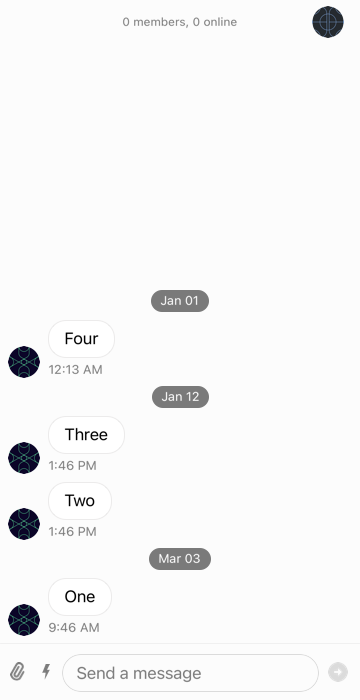 0 members, 0 online
Jan 01
Four
12:13 AM
Jan 12
Three
1:46 PM
Two
1:46 PM
Mar 03
One
9:46 AM
Send a message